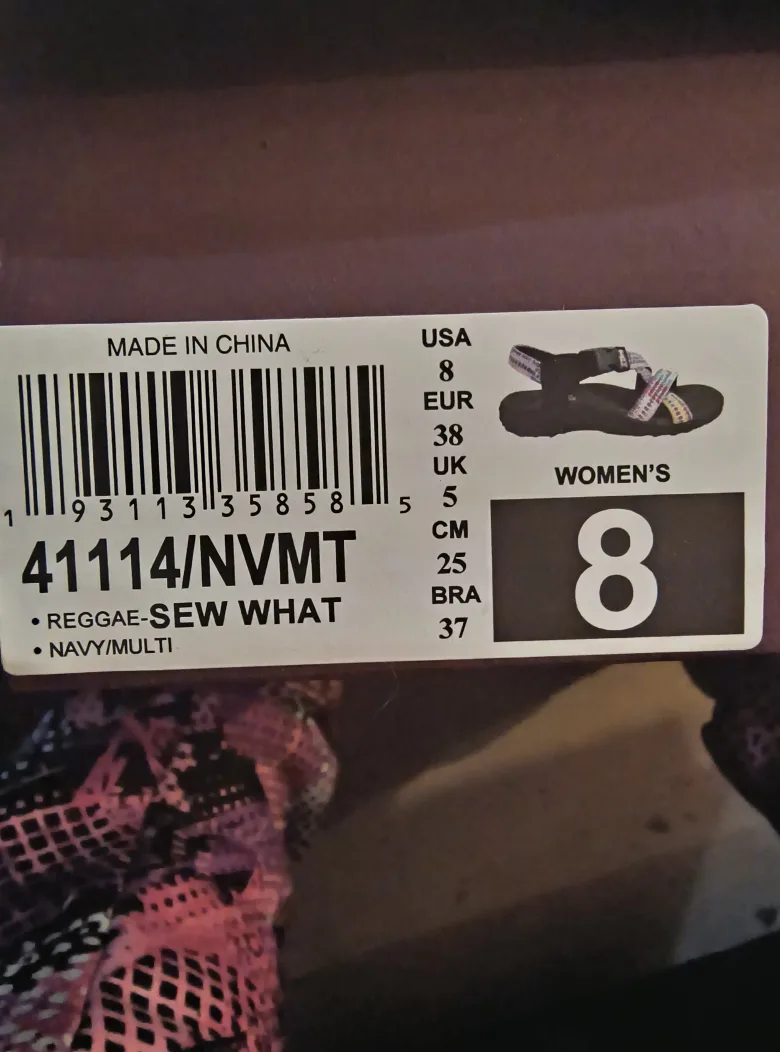 MADE IN CHINA
1 93113 35858 5
41114/NVMT
• REGGAE-SEW WHAT
• NAVY/MULTI
USA
8
EUR
38
UK
5
CM
25
BRA
37
WOMEN'S
8